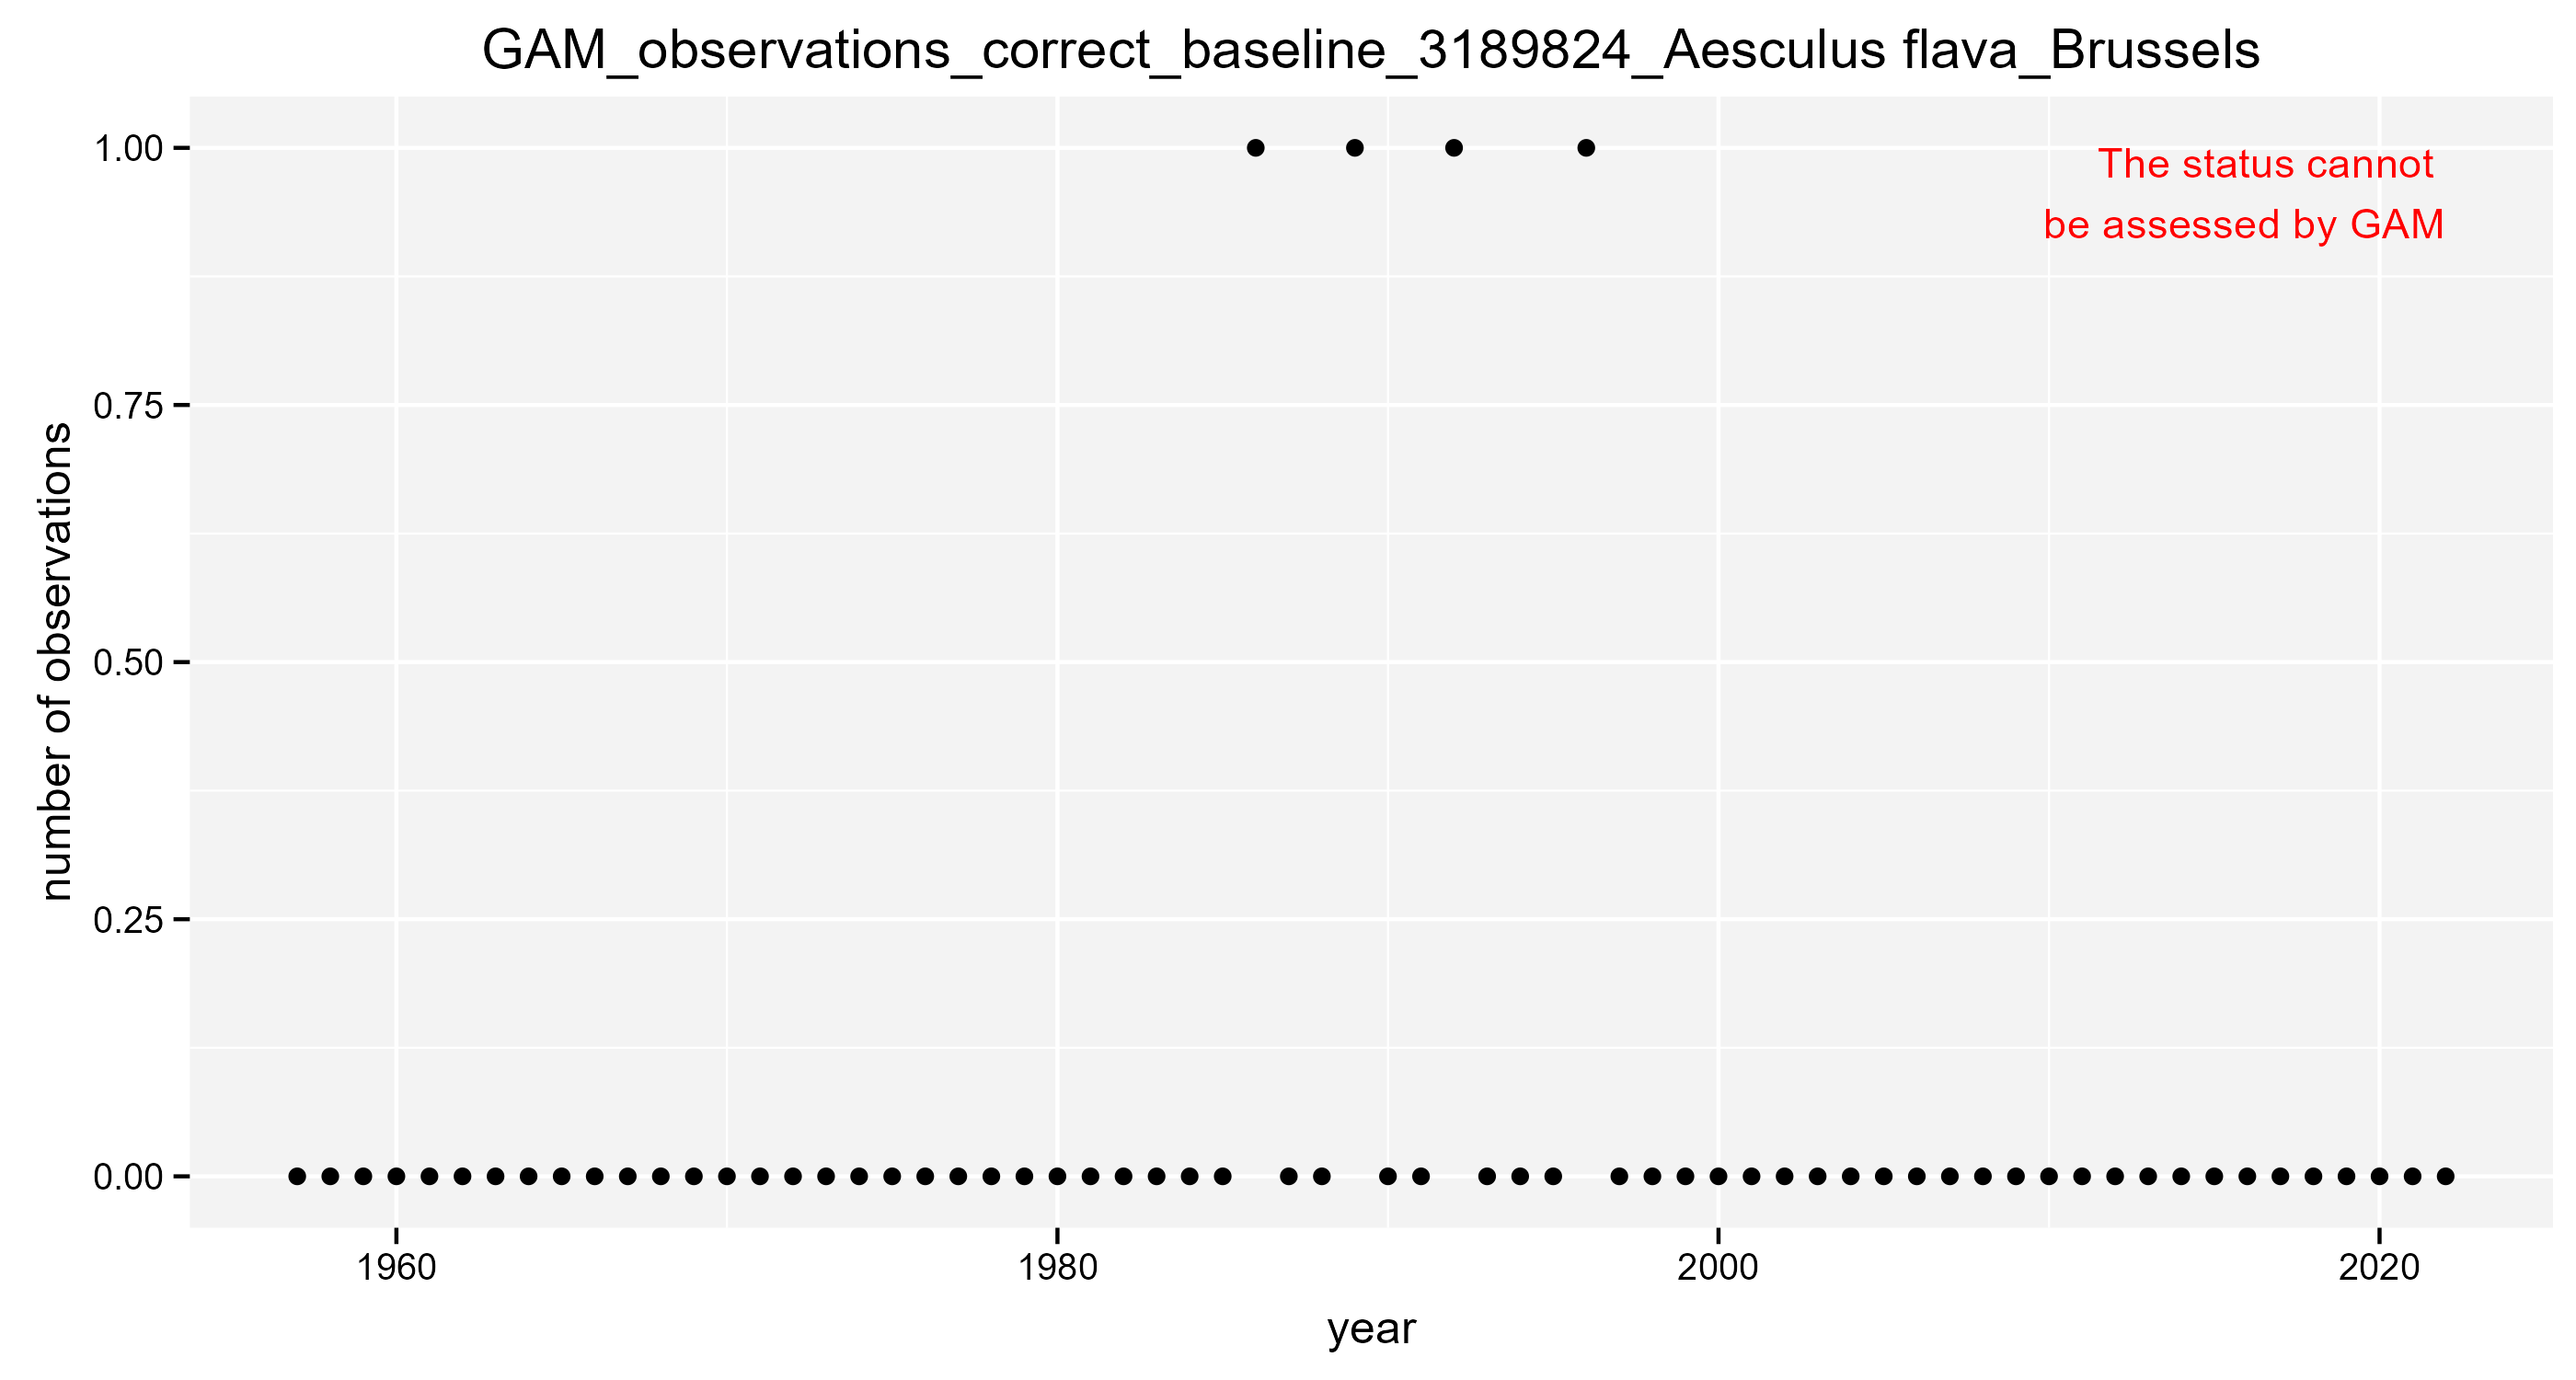 GAM_observations_correct_baseline_3189824_Aesculus flava_Brussels
The status cannot
be assessed by GAM
number of observations
1.00
0.75
0.50
0.25
0.00
1960 1980 2000 2020
year